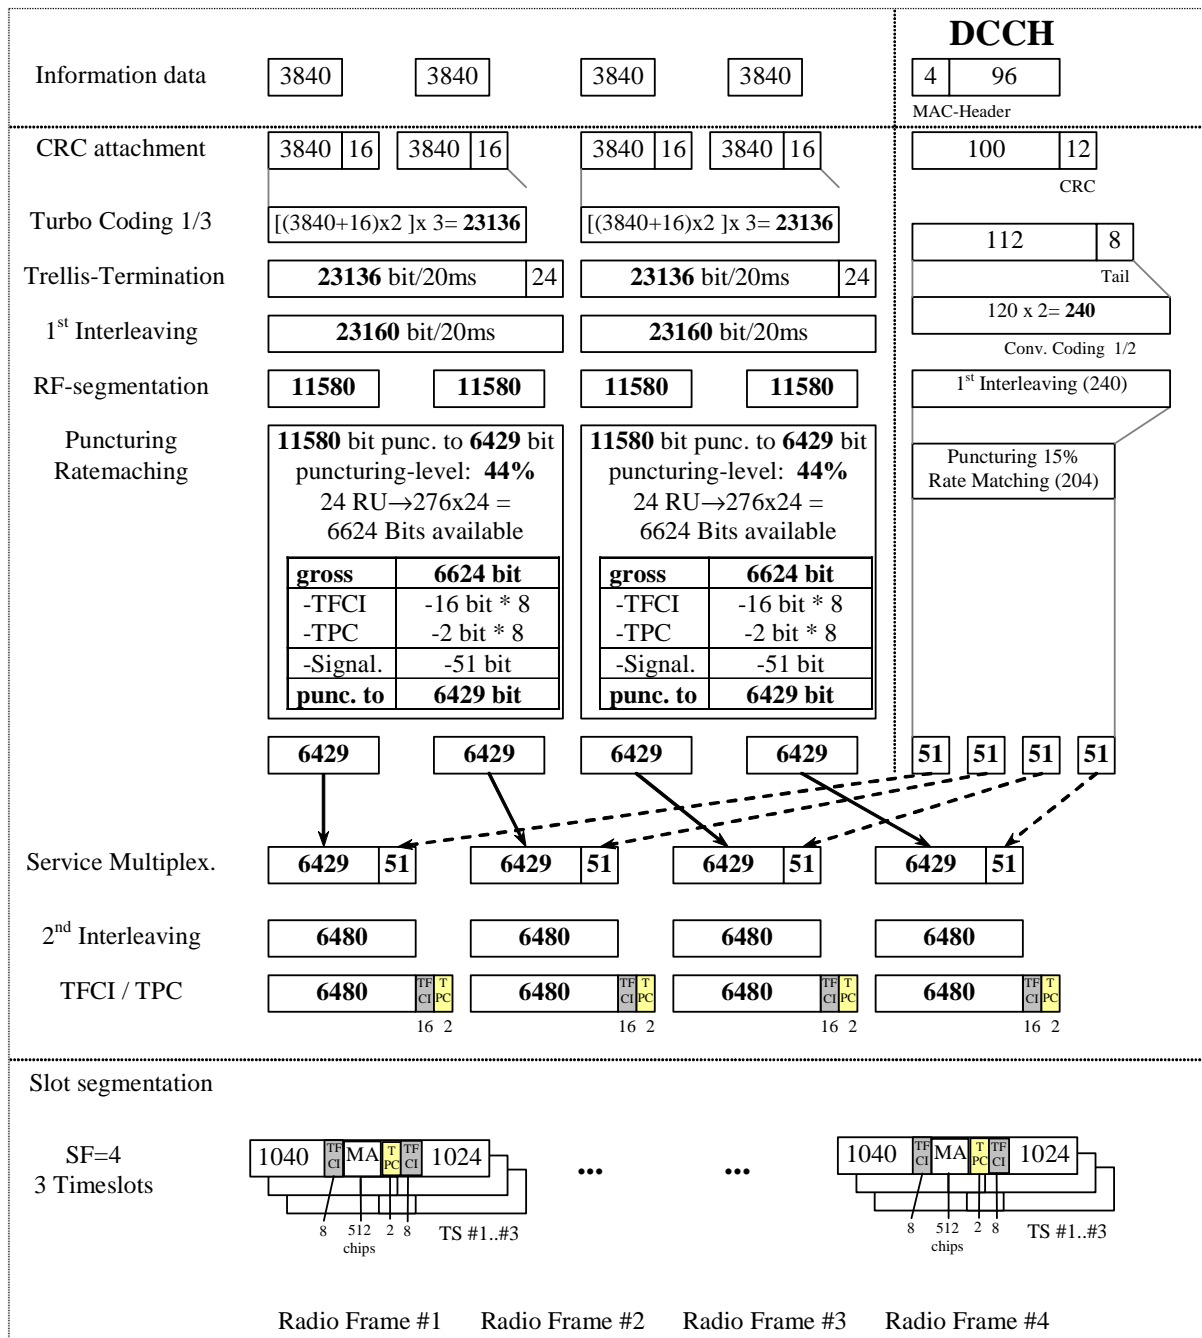 DCCH
Information data 3840 3840 3840 3840 4 96
MAC-Header
CRC attachment 3840 16 3840 16 3840 16 3840 16 100 12
CRC
Turbo Coding 1/3 [(3840+16)x2 ]x 3= 23136 [(3840+16)x2 ]x 3= 23136
112 8
Tail
Trellis-Termination 23136 bit/20ms 24 23136 bit/20ms 24
120 x 2= 240
1st Interleaving 23160 bit/20ms 23160 bit/20ms
Conv. Coding 1/2
RF-segmentation 11580 11580 11580 11580
1st Interleaving (240)
Puncturing
Ratemaching
11580 bit punc. to 6429 bit
puncturing-level: 44%
24 RU→276x24 =
6624 Bits available
gross 6624 bit
-TFCI -16 bit * 8
-TPC -2 bit * 8
-Signal. -51 bit
punc. to 6429 bit
11580 bit punc. to 6429 bit
puncturing-level: 44%
24 RU→276x24 =
6624 Bits available
gross 6624 bit
-TFCI -16 bit * 8
-TPC -2 bit * 8
-Signal. -51 bit
punc. to 6429 bit
Puncturing 15%
Rate Matching (204)
6429 6429 6429 6429 51 51 51 51
Service Multiplex. 6429 51 6429 51 6429 51 6429 51
2nd Interleaving 6480 6480 6480 6480
TFCI / TPC 6480 TF CI T PC 6480 TF CI T PC 6480 TF CI T PC 6480 TF CI T PC
16 2 16 2 16 2 16 2
Slot segmentation
SF=4
3 Timeslots
1040 TF CI MA T PC TF CI 1024 ... ... 1040 TF CI MA T PC TF CI 1024
8 512 2 8 TS #1..#3 8 512 2 8 TS #1..#3
chips chips
Radio Frame #1 Radio Frame #2 Radio Frame #3 Radio Frame #4